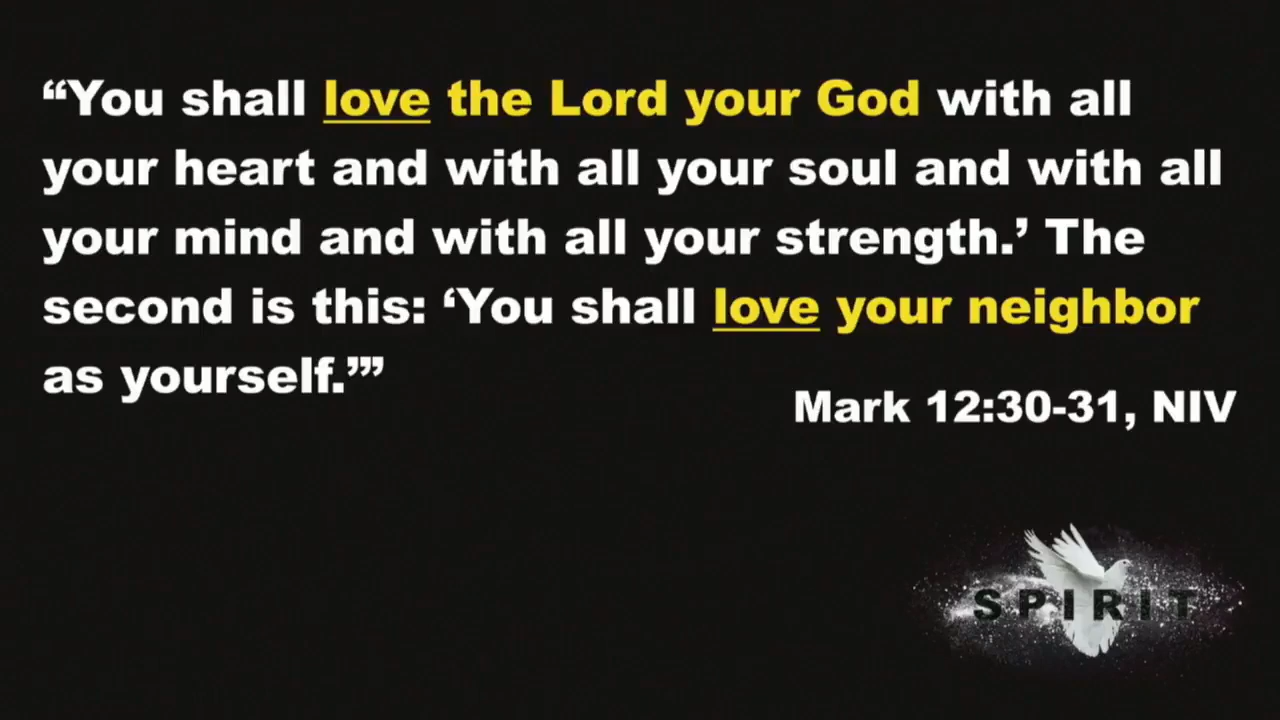 “You shall love the Lord your God with all
your heart and with all your soul and with all
your mind and with all your strength.’ The
second is this: ‘You shall love your neighbor
as yourself.’”
Mark 12:30-31, NIV
SPIRIT